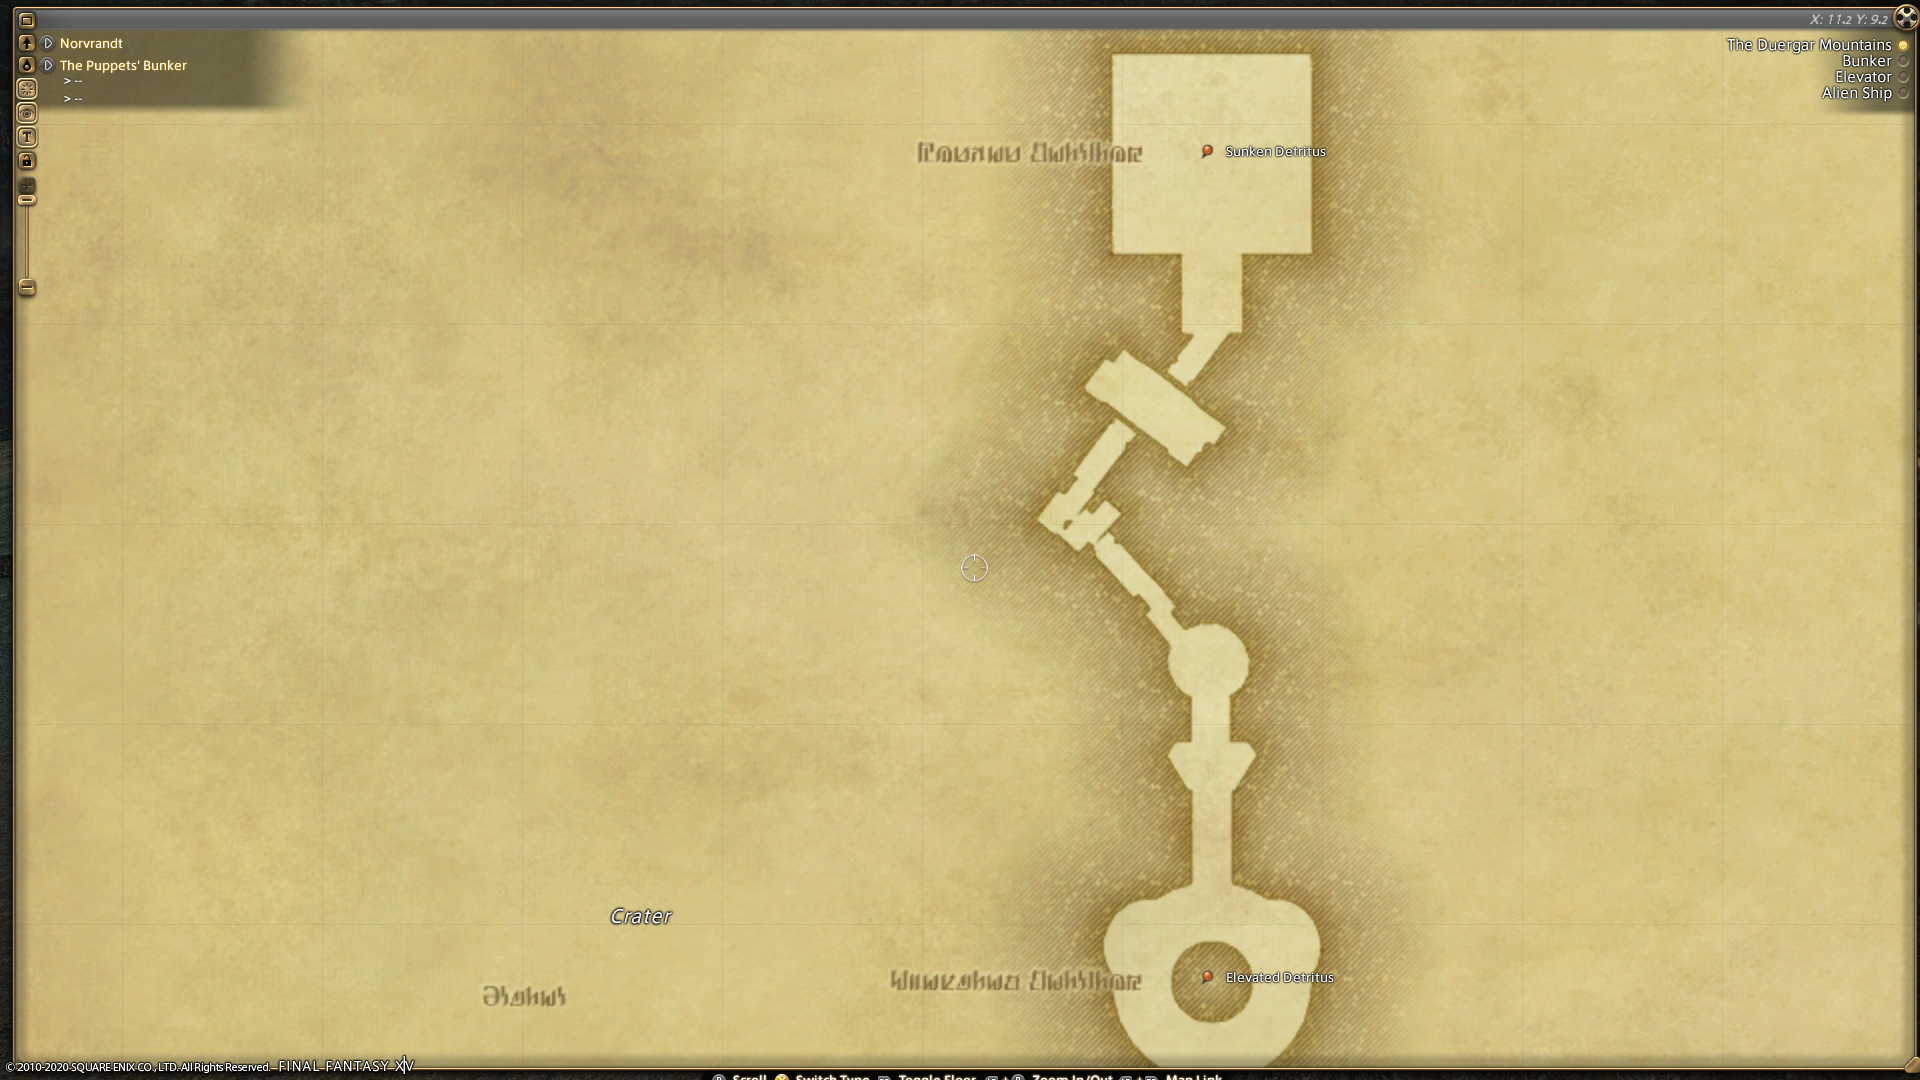 X: 11.2 Y: 9.2
Norvrandt
The Puppets' Bunker
> --
> --
The Duergar Mountains
Bunker
Elevator
Alien Ship
Sunken Detritus
Crater
Elevated Detritus
© 2010-2020 SQUARE ENIX CO., LTD. All Rights Reserved. FINAL FANTASY XIV
Scroll Switch Type Toggle Floor Zoom In/Out Map Link